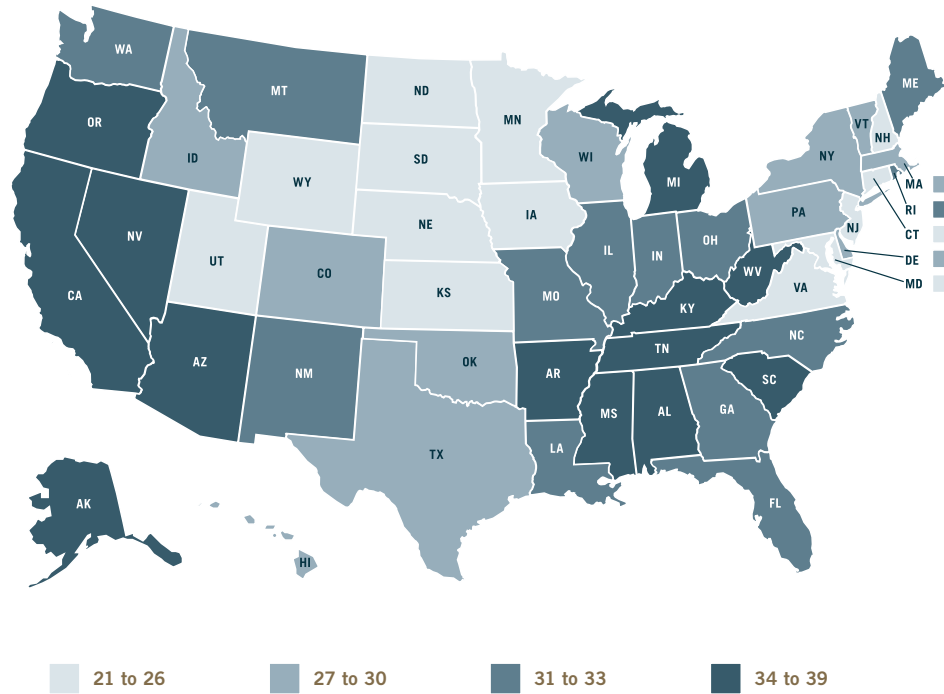 WA
ME
MT
ND
VT
MN
OR
NH
ID
WI
NY
SD
WY
MI
MA
RI
PA
IA
NE
NJ
CT
NV
OH
IL
IN
UT
DE
CO
WV
MD
VA
CA
KS
MO
KY
NC
TN
AZ
OK
NM
AR
SC
MS
AL
GA
LA
TX
AK
FL
HI
21 to 26
27 to 30
31 to 33
34 to 39